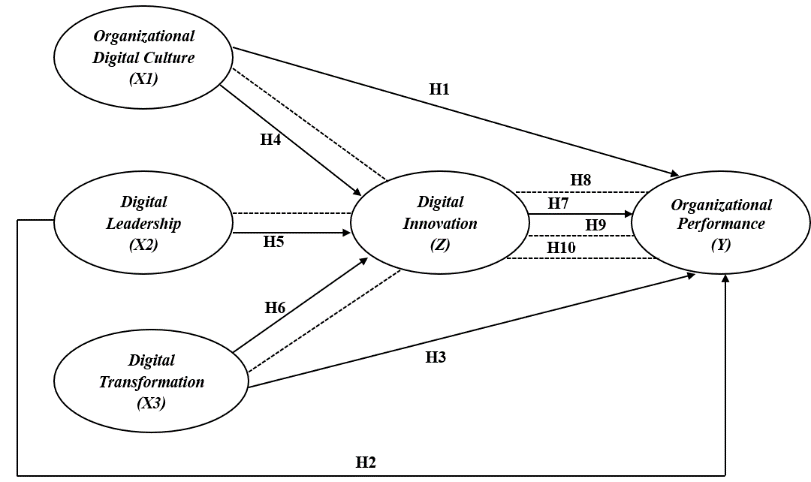 Organizational
Digital Culture
(X1)
H1
H4
Digital
Leadership
(X2)
H5
Digital
Innovation
(Z)
H8
H7
H9
H10
Organizational
Performance
(Y)
H6
Digital
Transformation
(X3)
H3
H2